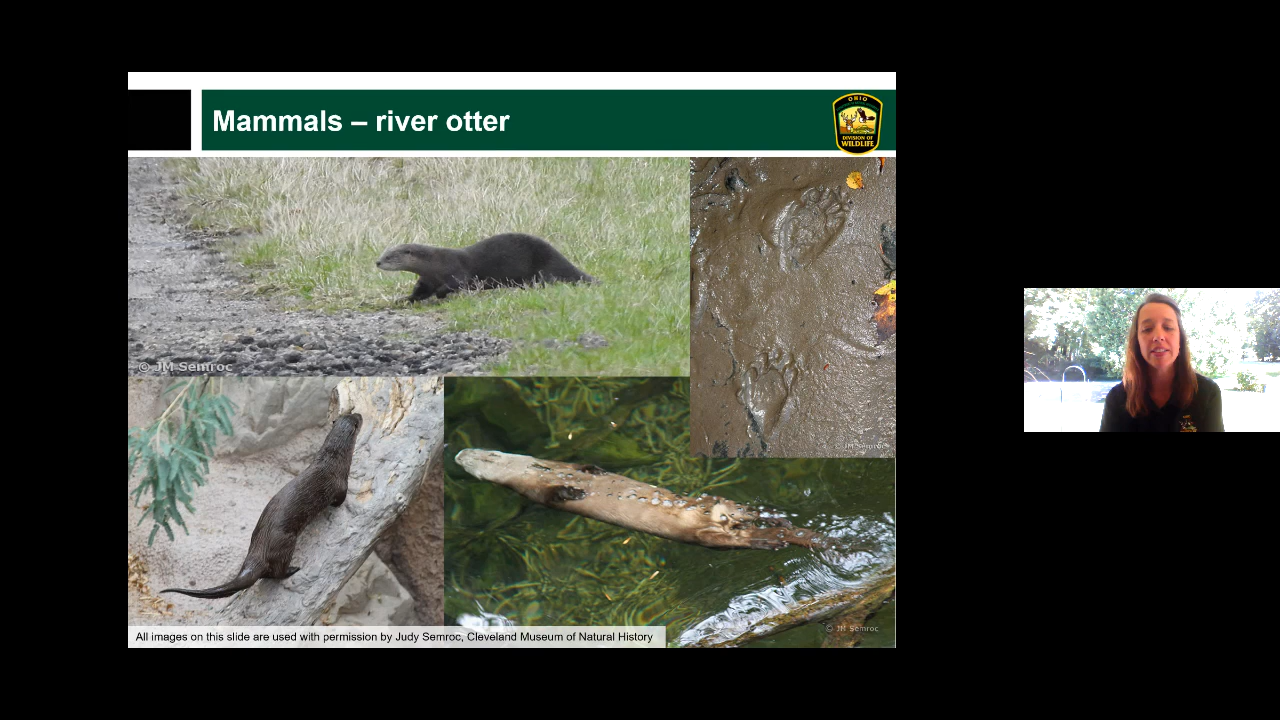 Mammals – river otter
OHIO
DIVISION OF
WILDLIFE
© JM Semroc
JM Semroc
© JM Semroc
All images on this slide are used with permission by Judy Semroc, Cleveland Museum of Natural History